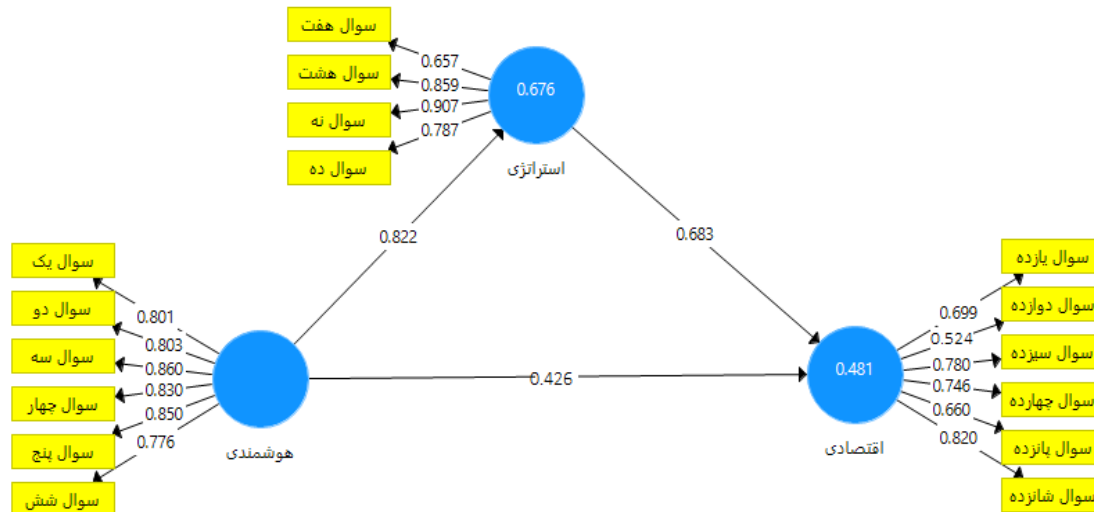 سوال هفت
سوال هشت
سوال نه
سوال ده
0.657
0.859
0.907
0.787
0.676
استراتژی
0.822
0.683
سوال یک
سوال دو
سوال سه
سوال چهار
سوال پنج
سوال شش
0.801
0.803
0.860
0.830
0.850
0.776
هوشمندی
0.426
0.481
اقتصادی
0.699
0.524
0.780
0.746
0.660
0.820
سوال یازده
سوال دوازده
سوال سیزده
سوال چهارده
سوال پانزده
سوال شانزده